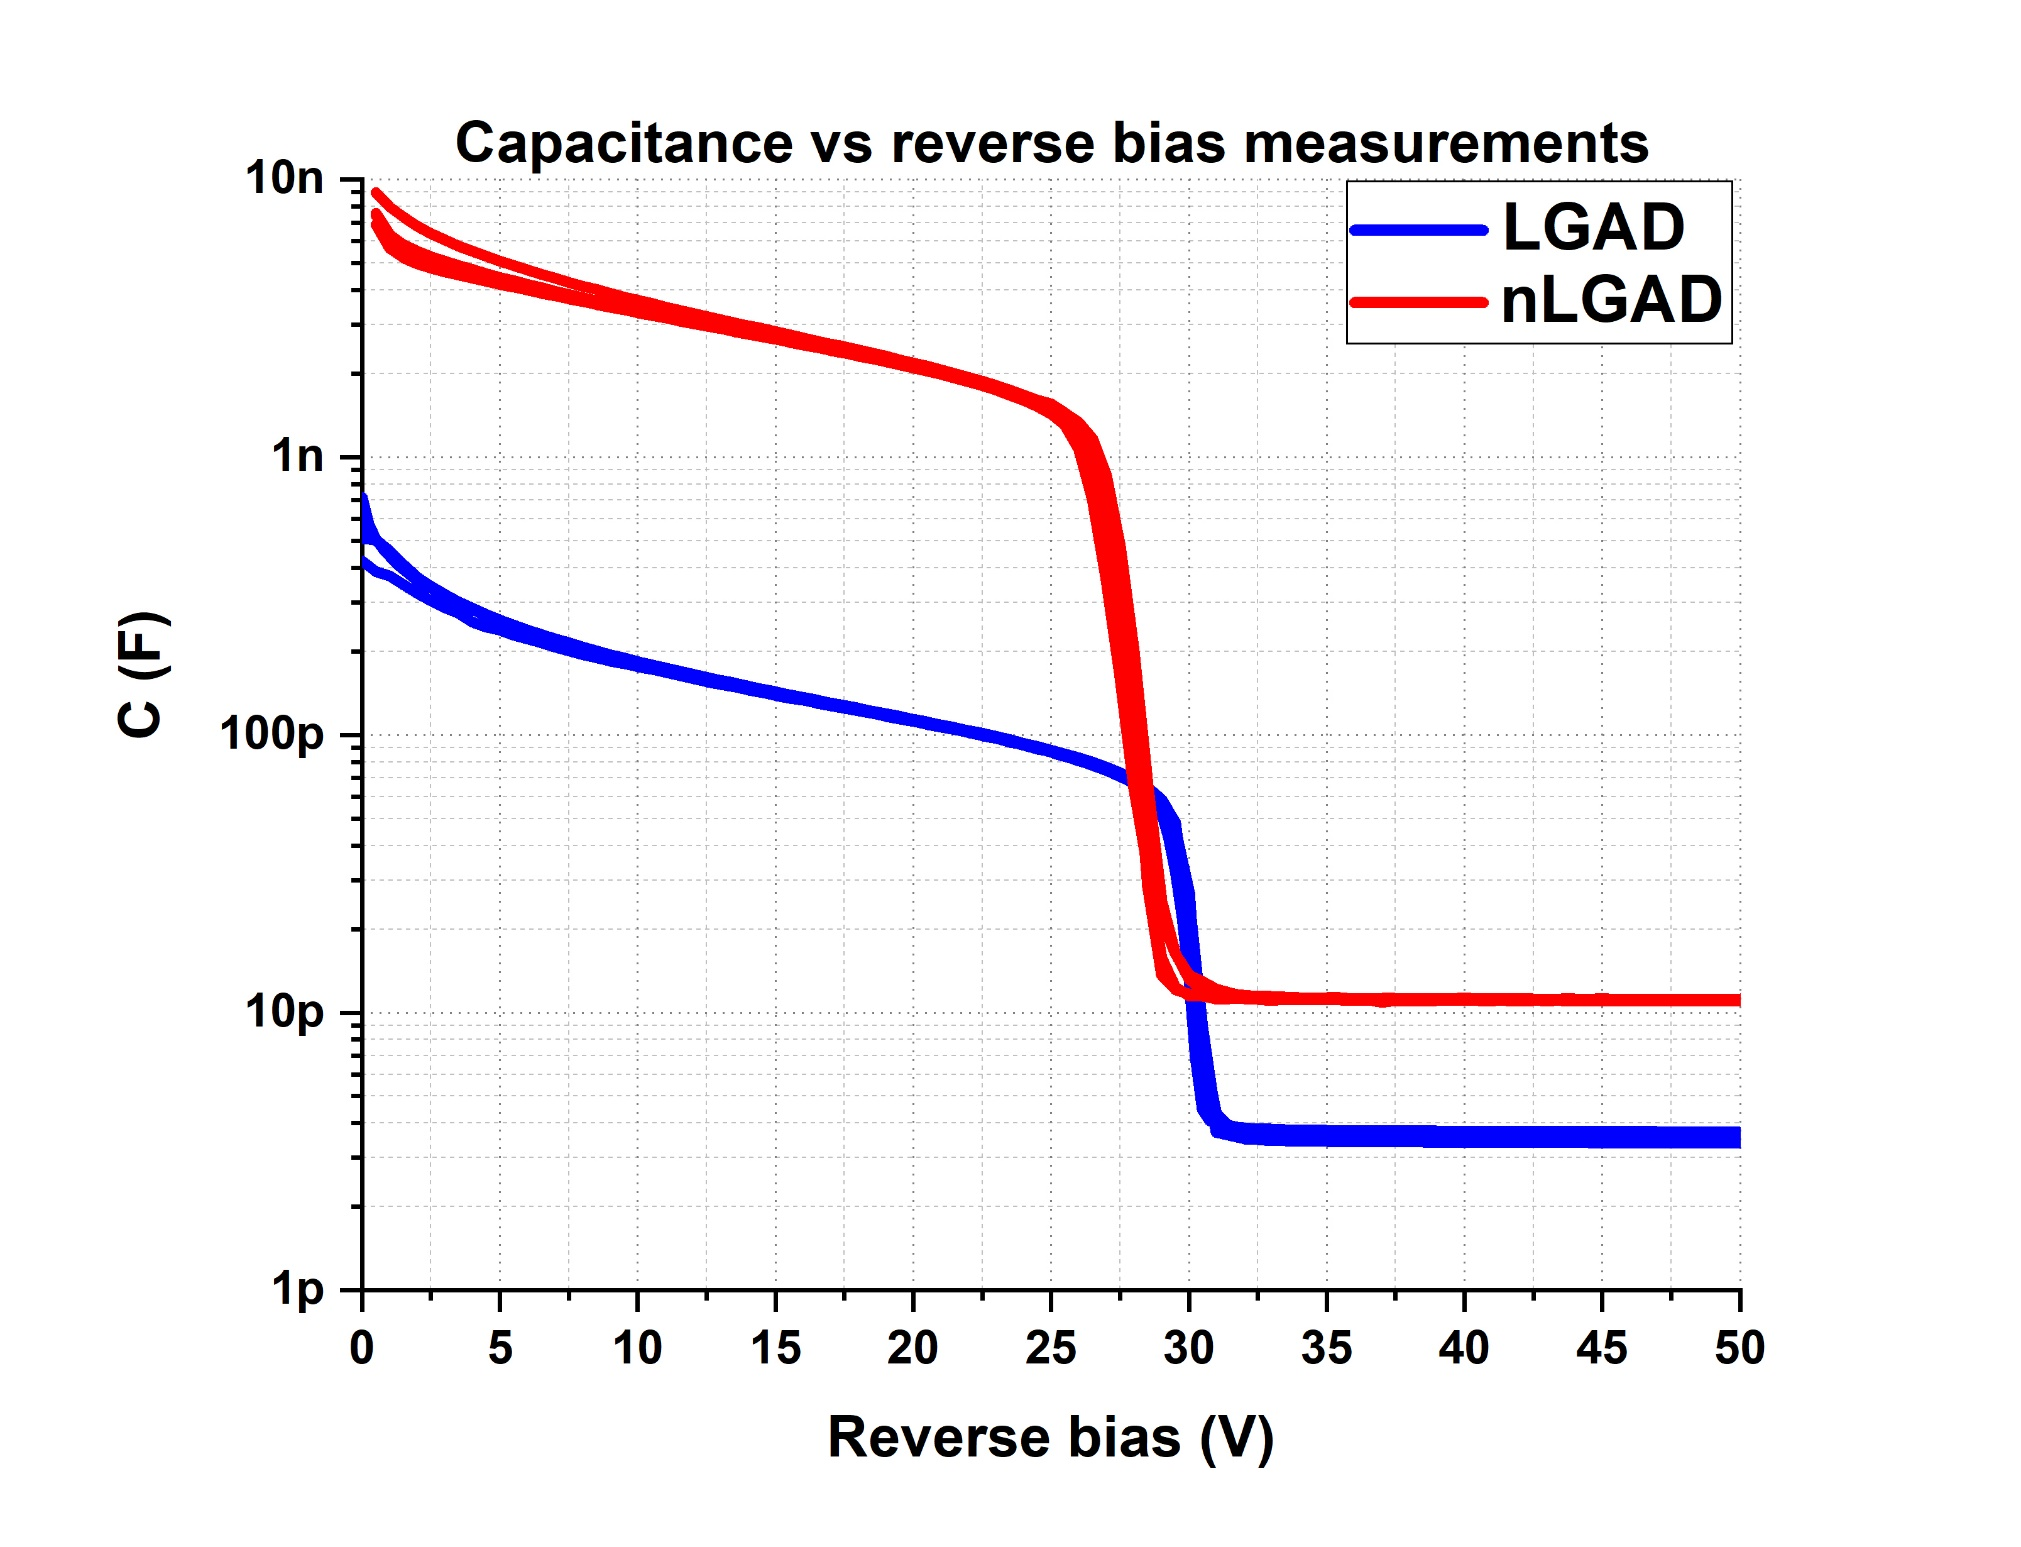 Capacitance vs reverse bias measurements
LGAD
nLGAD
10n
1n
100p
10p
1p
C (F)
0 5 10 15 20 25 30 35 40 45 50
Reverse bias (V)